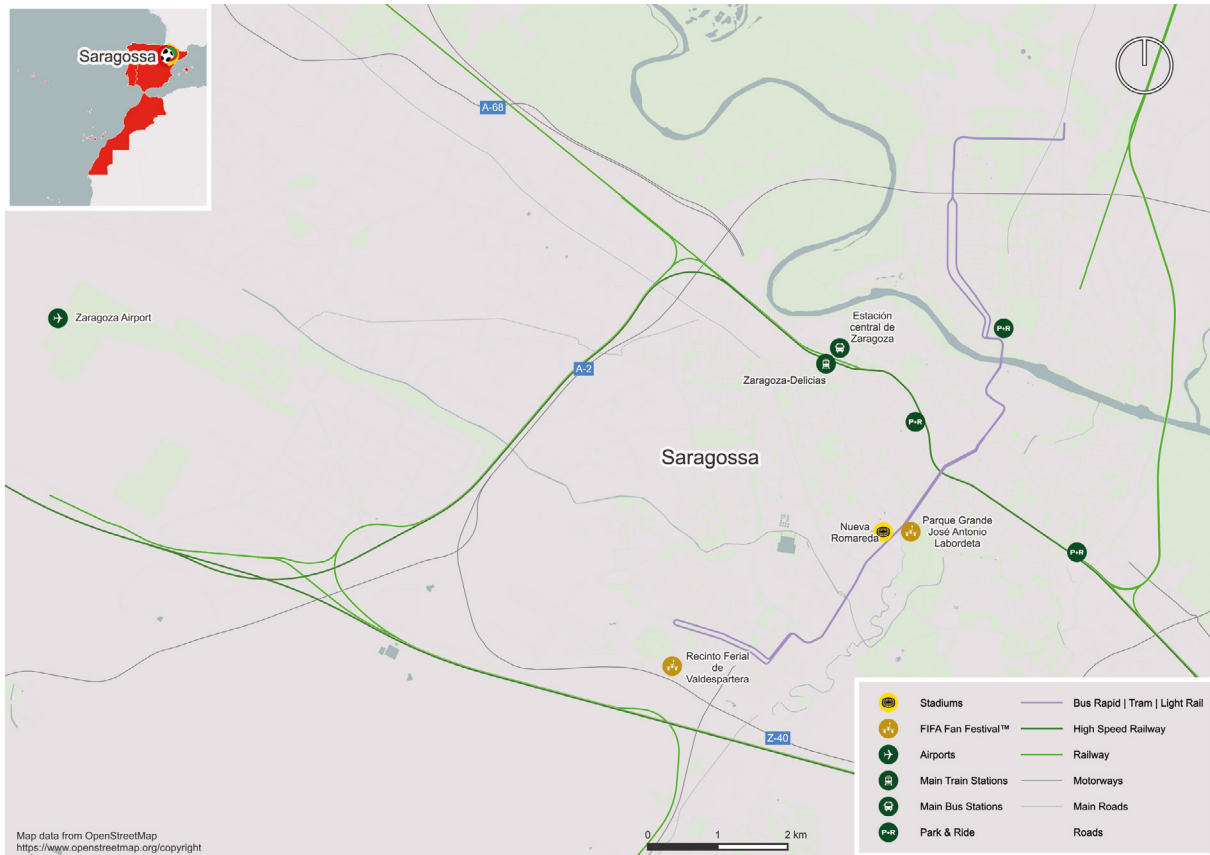 Saragossa
A-68
Zaragoza Airport
Estación
central de
Zaragoza
P+R
A-2
Zaragoza-Delicias
P+R
Saragossa
Nueva
Romareda
Parque Grande
José Antonio
Labordeta
P+R
Recinto Ferial
de
Valdespartera
Z-40
Stadiums
Bus Rapid | Tram | Light Rail
FIFA Fan Festival™
High Speed Railway
Airports
Railway
Main Train Stations
Motorways
Main Bus Stations
Main Roads
P+R
Park & Ride
Roads
Map data from OpenStreetMap
https://www.openstreetmap.org/copyright
0 1 2 km